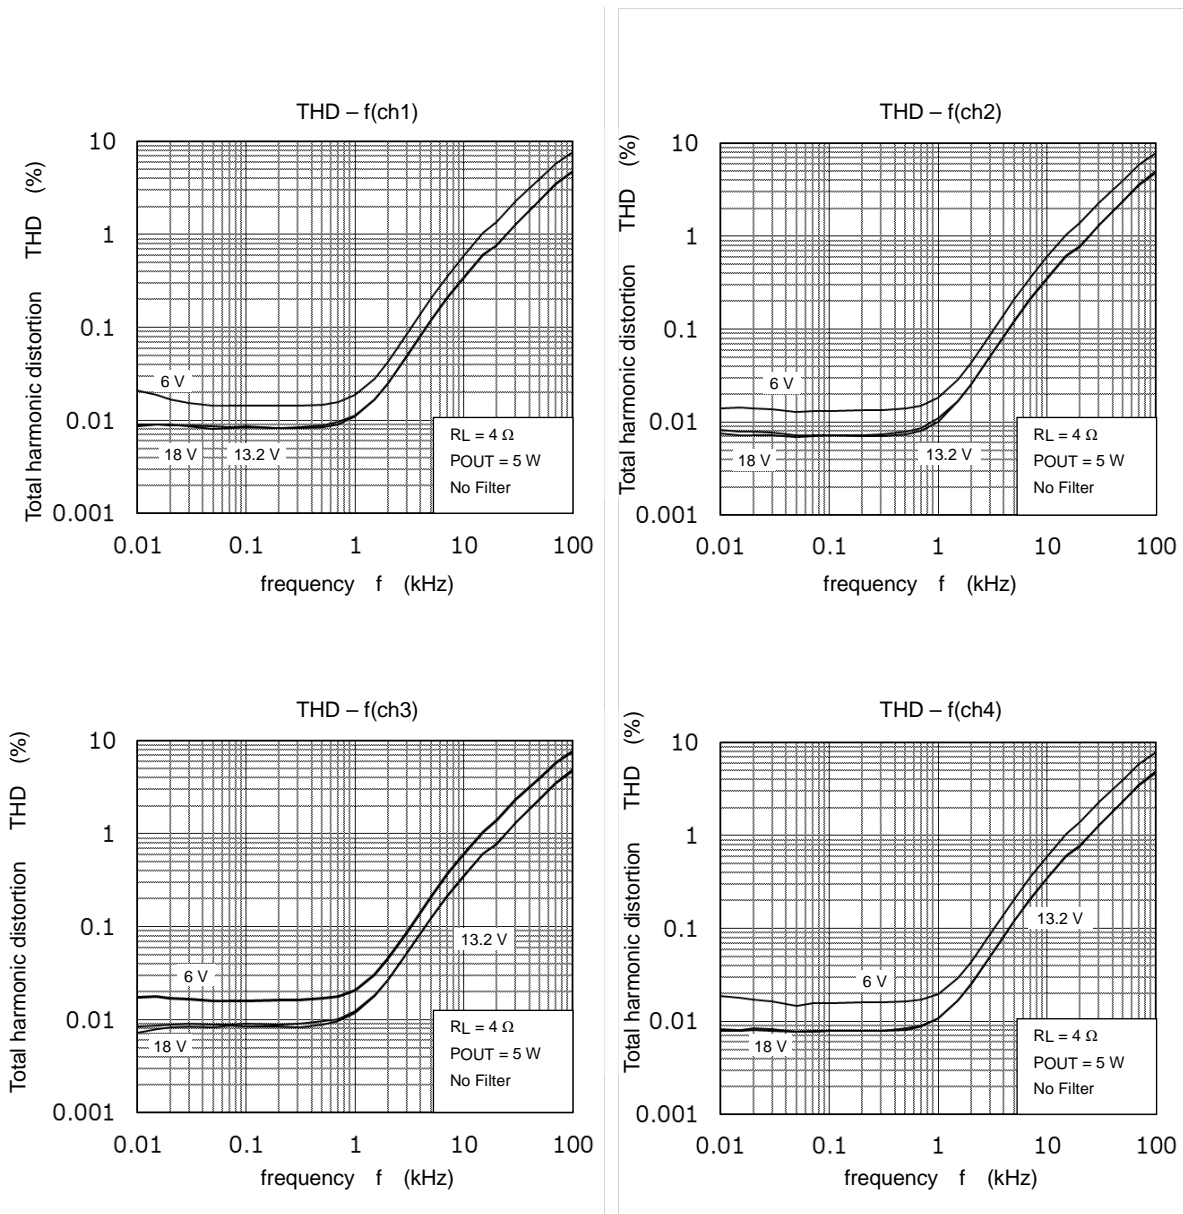 THD – f(ch1)
Total harmonic distortion THD (%)
10
1
0.1
0.01
0.001
6 V
18 V
13.2 V
RL = 4 Ω
POUT = 5 W
No Filter
0.01 0.1 1 10 100
frequency f (kHz)
THD – f(ch2)
Total harmonic distortion THD (%)
10
1
0.1
0.01
0.001
6 V
18 V
13.2 V
RL = 4 Ω
POUT = 5 W
No Filter
0.01 0.1 1 10 100
frequency f (kHz)
THD – f(ch3)
Total harmonic distortion THD (%)
10
1
0.1
0.01
0.001
13.2 V
6 V
18 V
RL = 4 Ω
POUT = 5 W
No Filter
0.01 0.1 1 10 100
frequency f (kHz)
THD – f(ch4)
Total harmonic distortion THD (%)
10
1
0.1
0.01
0.001
13.2 V
6 V
18 V
RL = 4 Ω
POUT = 5 W
No Filter
0.01 0.1 1 10 100
frequency f (kHz)